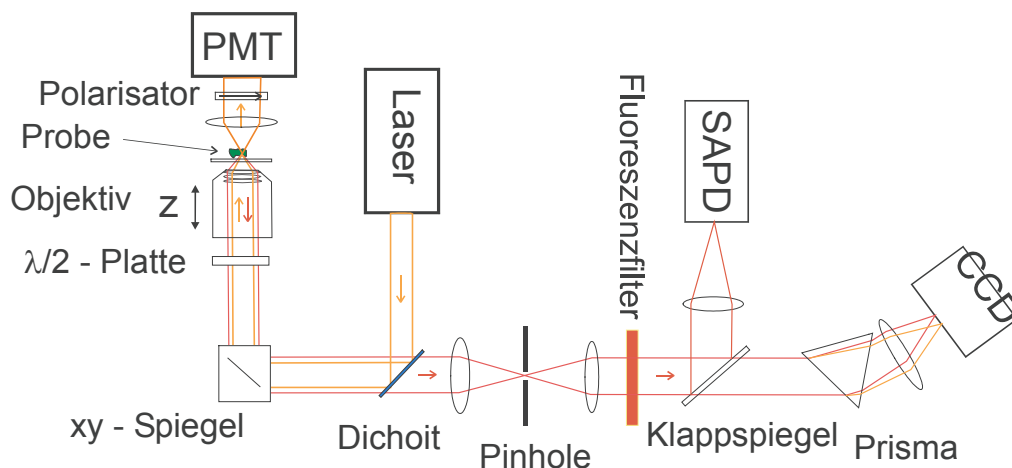 PMT
Polarisator
Probe
Objektiv
z
λ/2 - Platte
xy - Spiegel
Laser
Dichoit
Pinhole
Fluoreszenzfilter
SAPD
Klappspiegel
Prisma
CCD